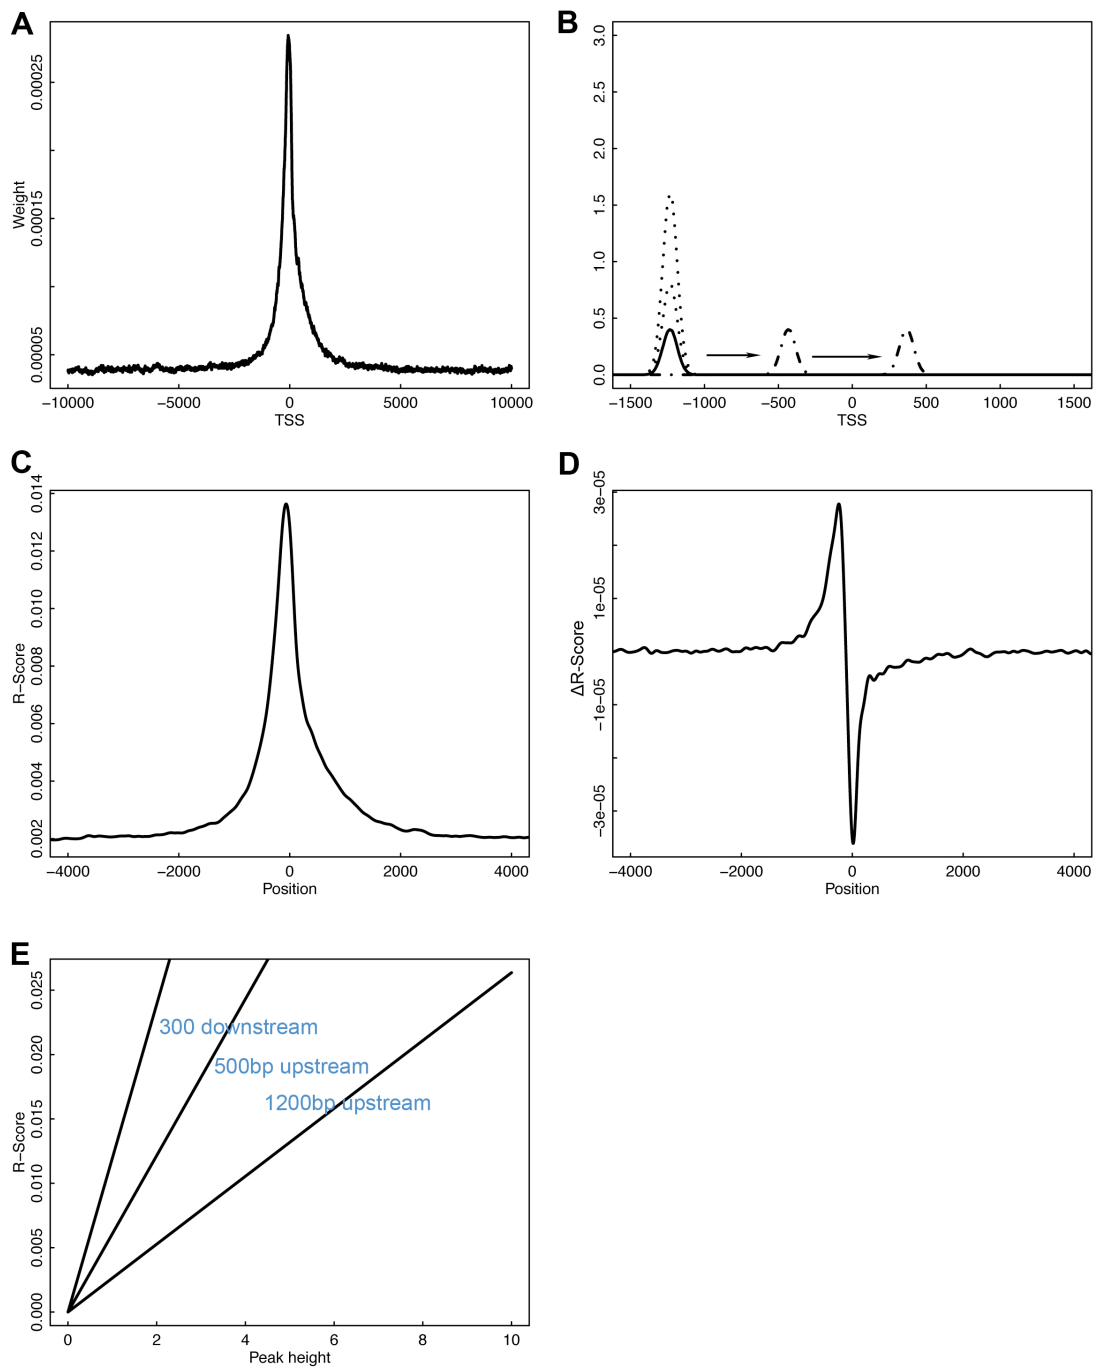 A
Weight
0.00025
0.00015
0.00005
−10000 −5000 0 5000 10000
TSS
B
3.0
2.5
2.0
1.5
1.0
0.5
0.0
−1500 −1000 −500 0 500 1000 1500
TSS
C
R−Score
0.014
0.012
0.010
0.008
0.006
0.004
0.002
−4000 −2000 0 2000 4000
Position
D
ΔR-Score
3e−05
1e−05
−1e−05
−3e−05
−4000 −2000 0 2000 4000
Position
E
R−Score
0.025
0.020
0.015
0.010
0.005
0.000
300 downstream
500bp upstream
1200bp upstream
0 2 4 6 8 10
Peak height